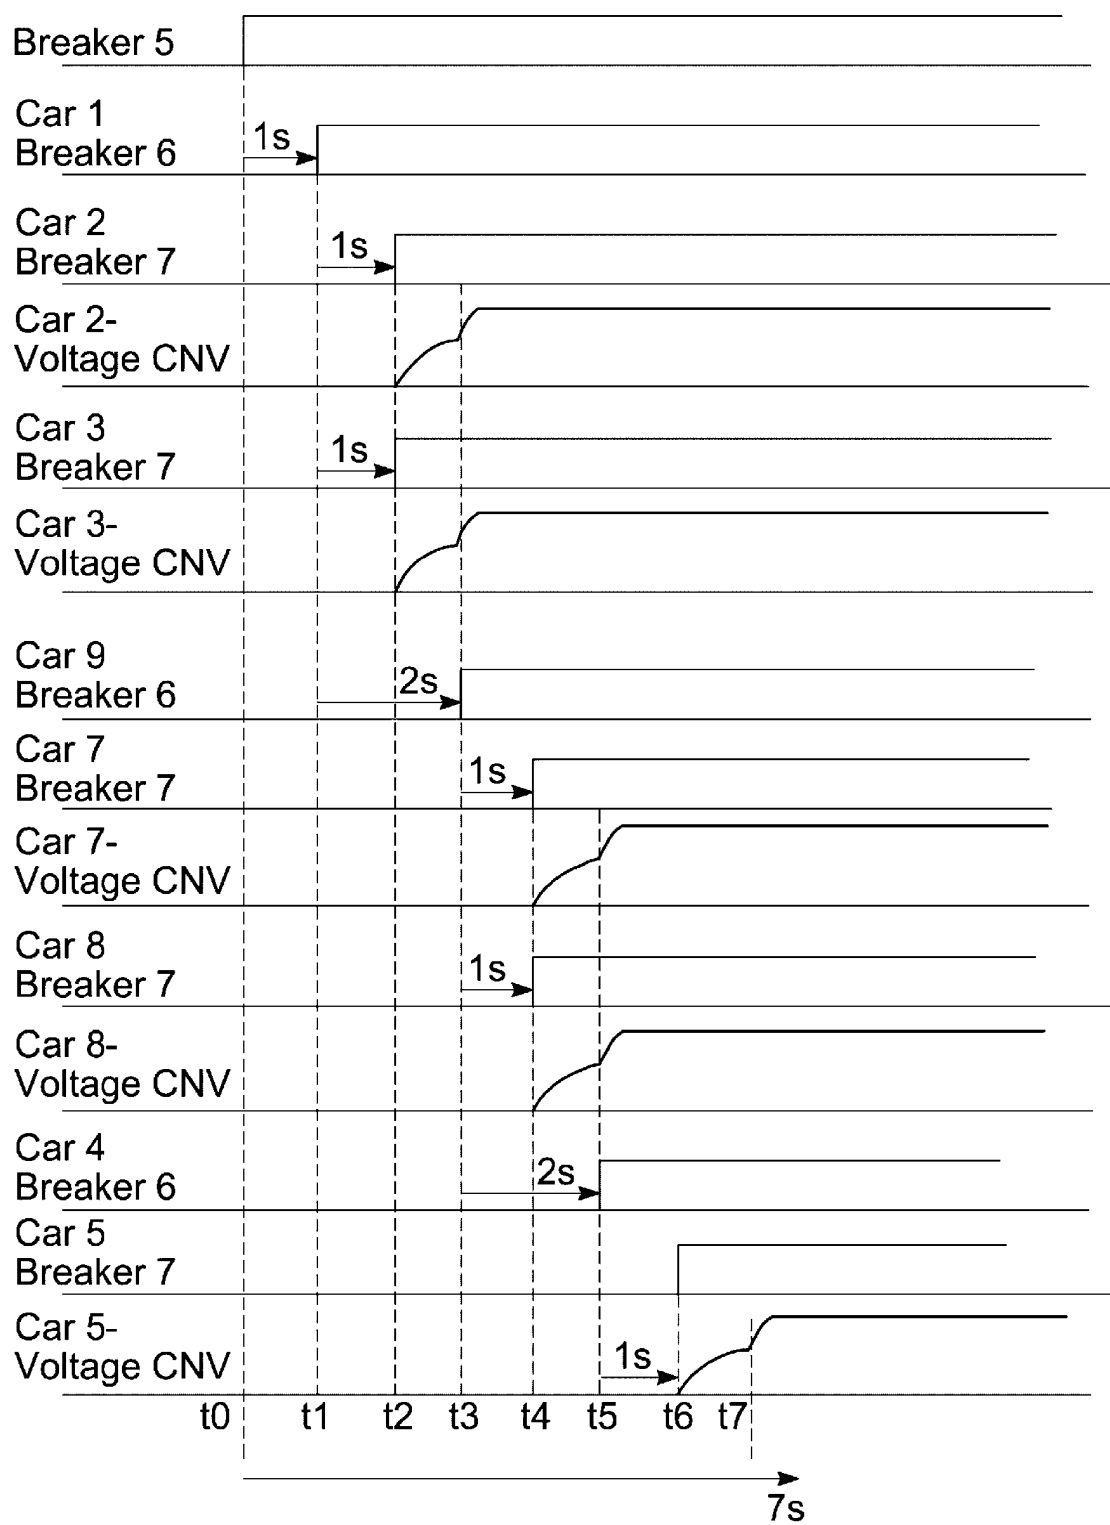 Breaker 5
Car 1
Breaker 6
1s
Car 2
Breaker 7
1s
Car 2-
Voltage CNV
Car 3
Breaker 7
1s
Car 3-
Voltage CNV
Car 9
Breaker 6
2s
Car 7
Breaker 7
1s
Car 7-
Voltage CNV
Car 8
Breaker 7
1s
Car 8-
Voltage CNV
Car 4
Breaker 6
2s
Car 5
Breaker 7
Car 5-
Voltage CNV
1s
t0 t1 t2 t3 t4 t5 t6 t7
7s